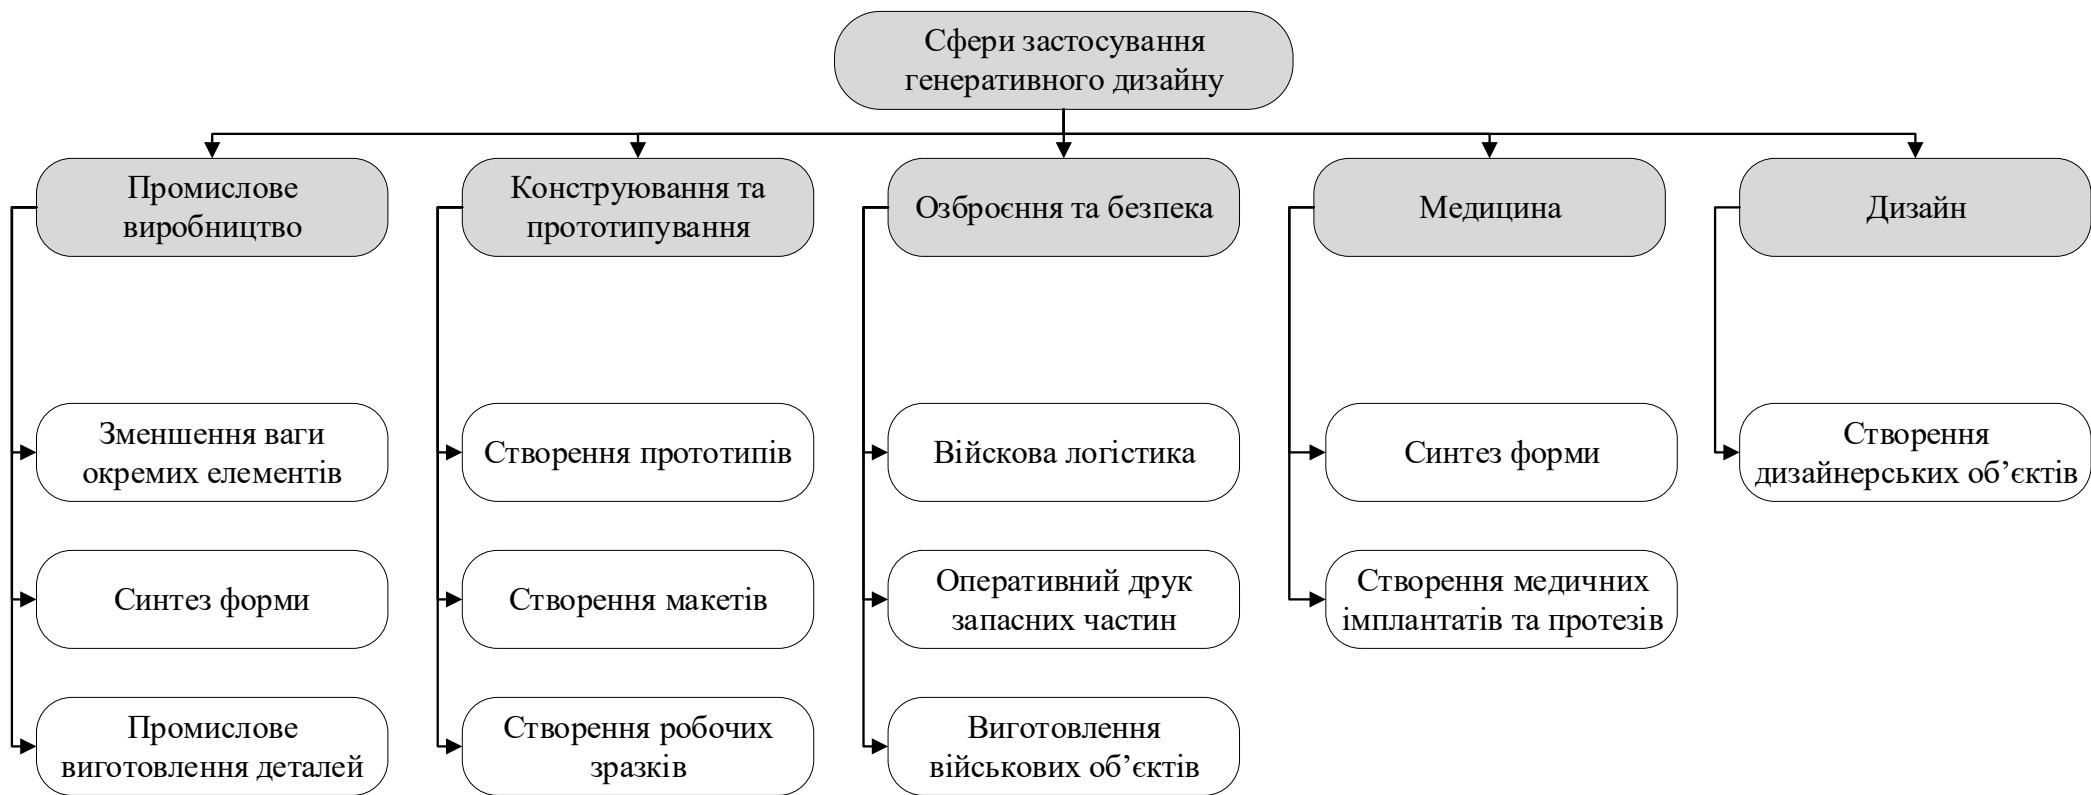 Сфери застосування
генеративного дизайну
Промислове
виробництво
Конструювання та
прототипування
Озброєння та безпека
Медицина
Дизайн
Зменшення ваги
окремих елементів
Створення прототипів
Війскова логістика
Синтез форми
Створення
дизайнерських об’єктів
Синтез форми
Створення макетів
Оперативний друк
запасних частин
Створення медичних
імплантатів та протезів
Промислове
виготовлення деталей
Створення робочих
зразків
Виготовлення
військових об’єктів